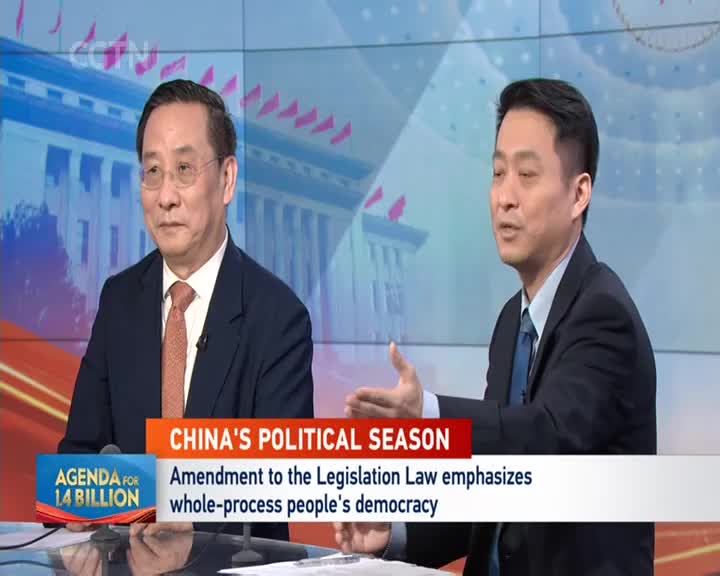 CGTN
CHINA'S POLITICAL SEASON
AGENDA FOR
1.4 BILLION
Amendment to the Legislation Law emphasizes
whole-process people's democracy